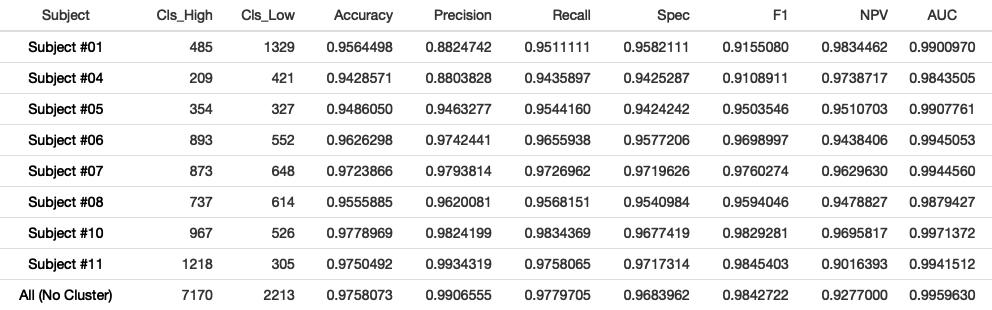 Subject Cls_High Cls_Low Accuracy Precision Recall Spec F1 NPV AUC
Subject #01 485 1329 0.9564498 0.8824742 0.9511111 0.9582111 0.9155080 0.9834462 0.9900970
Subject #04 209 421 0.9428571 0.8803828 0.9435897 0.9425287 0.9108911 0.9738717 0.9843505
Subject #05 354 327 0.9486050 0.9463277 0.9544160 0.9424242 0.9503546 0.9510703 0.9907761
Subject #06 893 552 0.9626298 0.9742441 0.9655938 0.9577206 0.9698997 0.9438406 0.9945053
Subject #07 873 648 0.9723866 0.9793814 0.9726962 0.9719626 0.9760274 0.9629630 0.9944560
Subject #08 737 614 0.9555885 0.9620081 0.9568151 0.9540984 0.9594046 0.9478827 0.9879427
Subject #10 967 526 0.9778969 0.9824199 0.9834369 0.9677419 0.9829281 0.9695817 0.9971372
Subject #11 1218 305 0.9750492 0.9934319 0.9758065 0.9717314 0.9845403 0.9016393 0.9941512
All (No Cluster) 7170 2213 0.9758073 0.9906555 0.9779705 0.9683962 0.9842722 0.9277000 0.9959630